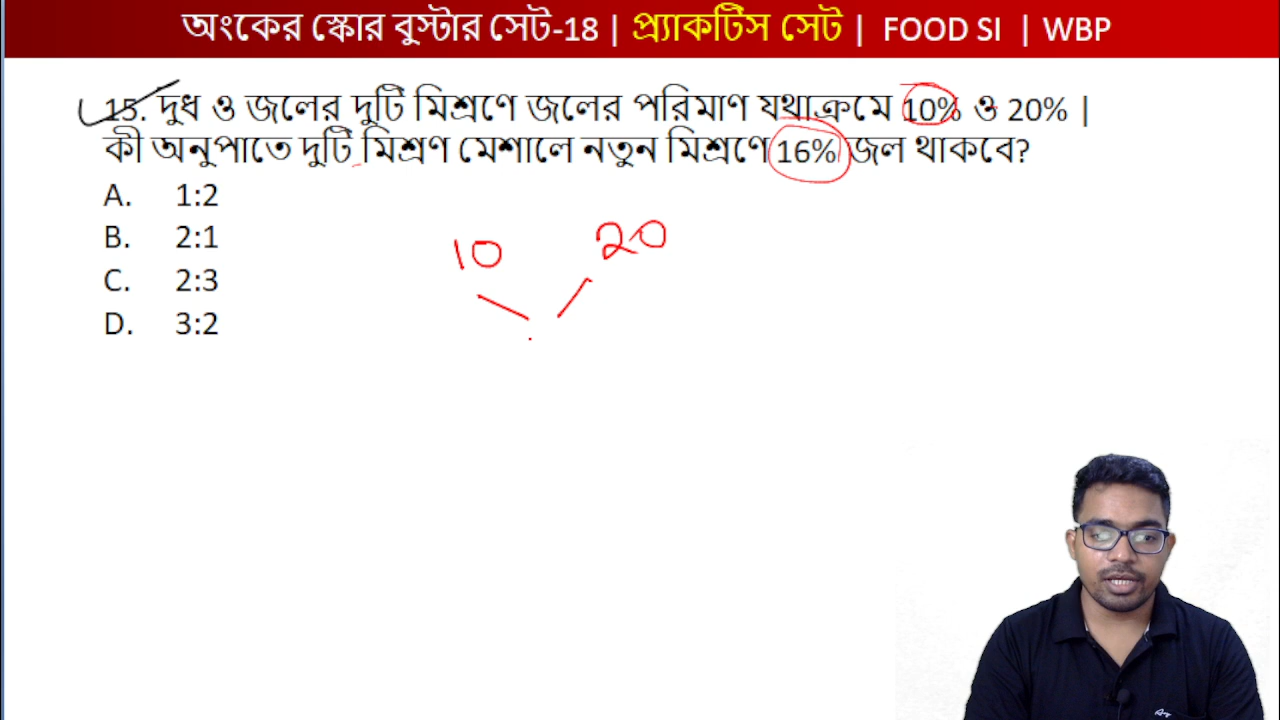 অংকের স্কোর বুস্টার সেট-18 | প্র্যাকটিস সেট | FOOD SI | WBP
15. দুধ ও জলের দুটি মিশ্রণে জলের পরিমাণ যথাক্রমে 10% ও 20% |
কী অনুপাতে দুটি মিশ্রণ মেশালে নতুন মিশ্রণে 16% জল থাকবে?
A. 1:2
B. 2:1
C. 2:3
D. 3:2
10 20